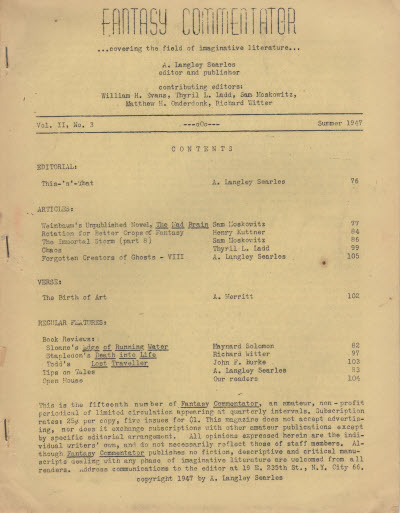 FANTASY COMMENTATOR
...covering the field of imaginative literature...
A. Langley Searles
editor and publisher
contributing editors:
William H. Evans, Thyril L. Ladd, Sam Moskowitz,
Matthew H. Onderdonk, Richard Witter
Vol. II, No. 3 ---oOo--- Summer 1947
CONTENTS
EDITORIAL:
This-'n'-That A. Langley Searles 76
ARTICLES:
Weinbaum's Unpublished Novel, The Mad Brain Sam Moskowitz 77
Rotation for Better Crops of Fantasy Henry Kuttner 84
The Immortal Storm (part 8) Sam Moskowitz 86
Chaos Thyril L. Ladd 99
Forgotten Creators of Ghosts - VIII A. Langley Searles 105
VERSE:
The Birth of Art A. Merritt 102
REGULAR FEATURES:
Book Reviews:
Sloane's Edge of Running Water Maynard Solomon 82
Stapledon's Death into Life Richard Witter 97
Todd's Lost Traveller John F. Burke 103
Tips on Tales A. Langley Searles 83
Open House Our readers 104
This is the fifteenth number of Fantasy Commentator, an amateur, non-profit
periodical of limited circulation appearing at quarterly intervals. Subscription
rates: 25¢ per copy, five issues for $1. This magazine does not accept advertis-
ing, nor does it exchange subscriptions with other amateur publications except
by specific editorial arrangement. All opinions expressed herein are the indi-
vidual writers' own, and do not necessarily reflect those of staff members. Al-
though Fantasy Commentator publishes no fiction, descriptive and critical manu-
scripts dealing with any phase of imaginative literature are welcomed from all
readers. Address communications to the editor at 19 E. 235th St., N.Y. City 66.
copyright 1947 by A. Langley Searles